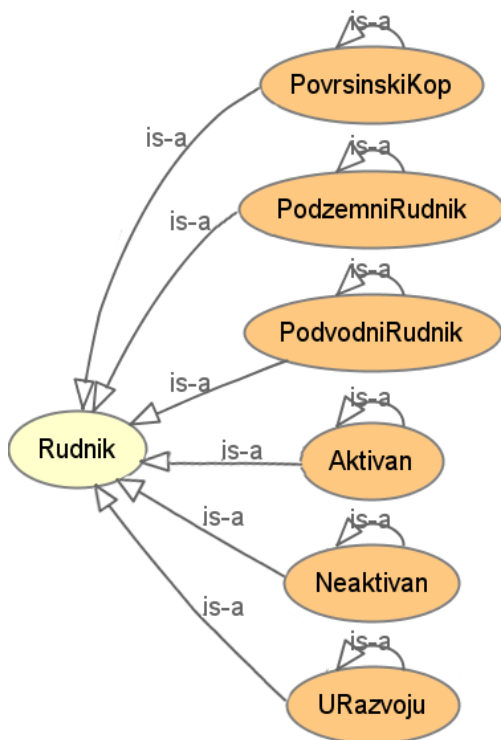 is-a
PovrsinskiKop
is-a
is-a
PodzemniRudnik
is-a
is-a
PodvodniRudnik
is-a
is-a
Rudnik
is-a
Aktivan
is-a
is-a
Neaktivan
is-a
is-a
URazvoju